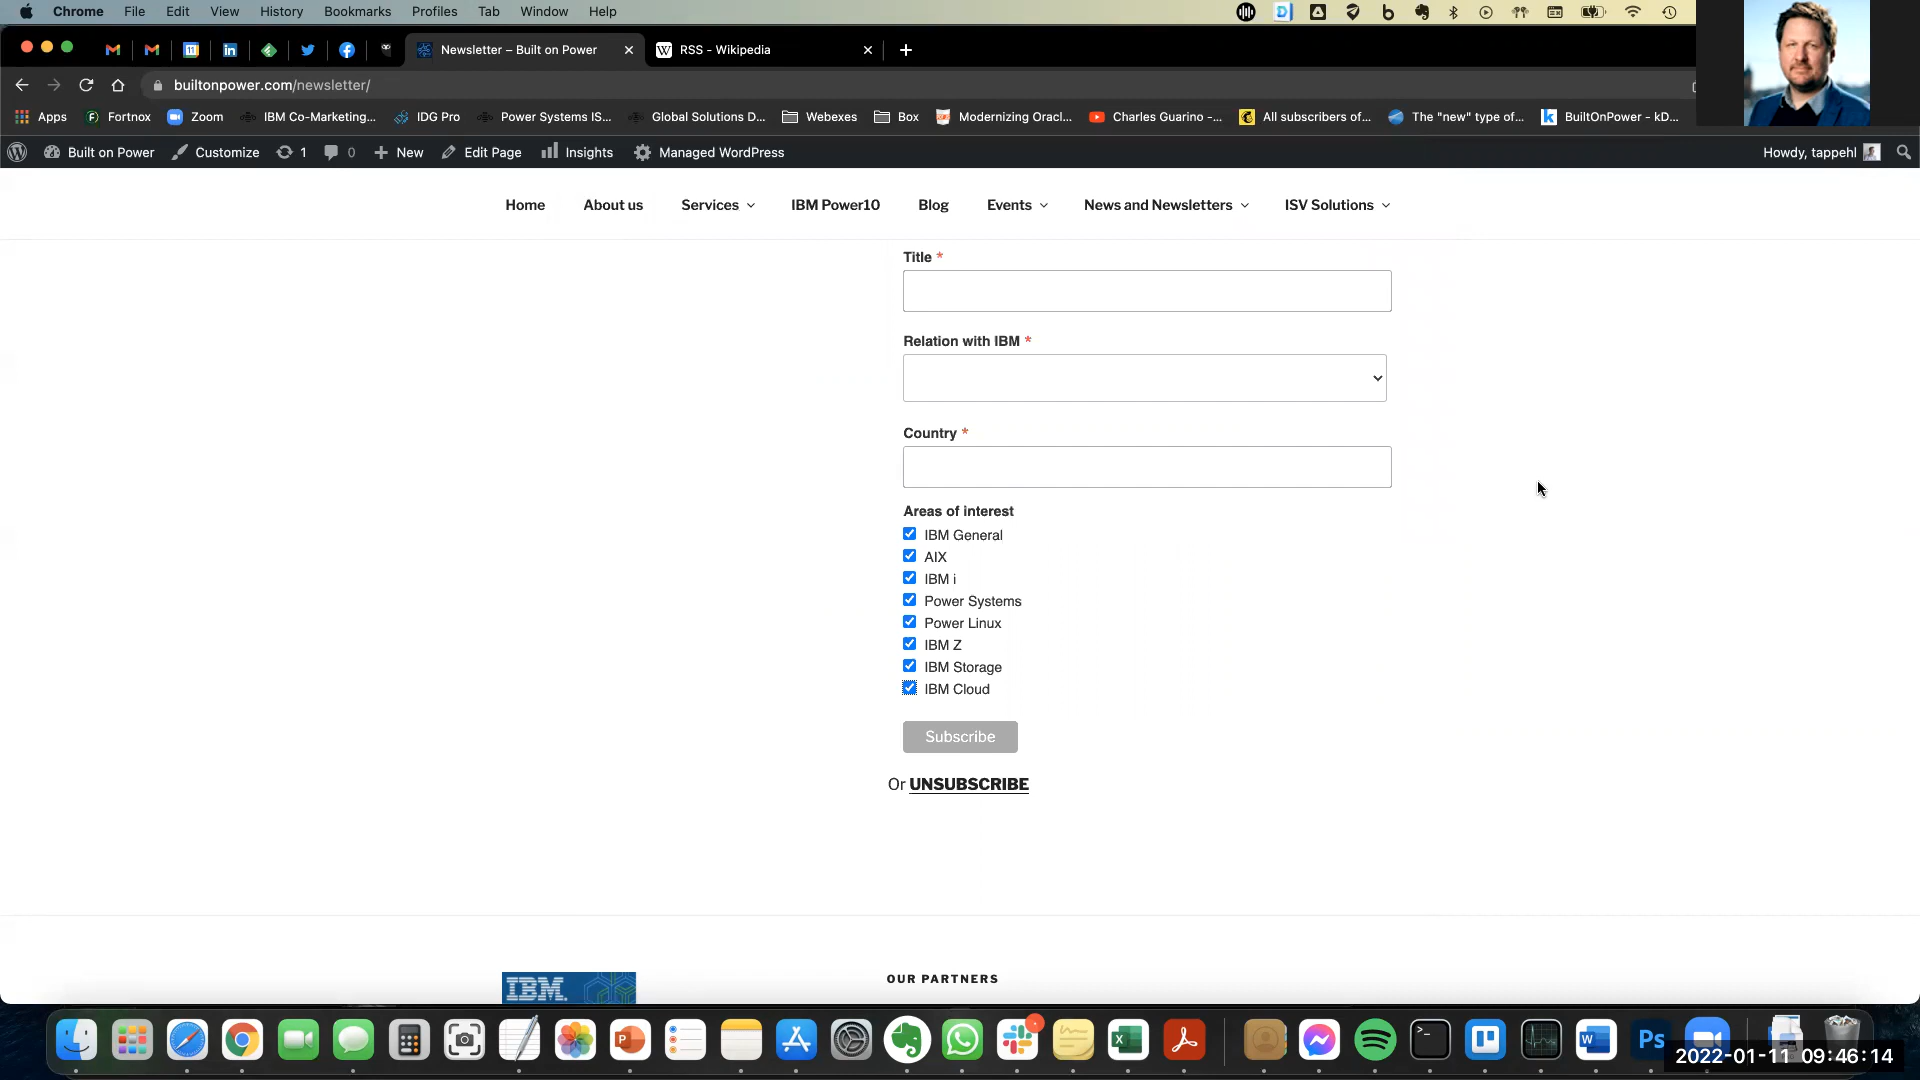 Chrome File Edit View History Bookmarks Profiles Tab Window Help
Newsletter – Built on Power RSS - Wikipedia
builtonpower.com/newsletter/
Apps Fortnox Zoom IBM Co-Marketing... IDG Pro Power Systems IS... Global Solutions D... Webexes Box Modernizing Oracl... Charles Guarino -... All subscribers of... The "new" type of... BuiltOnPower - kD...
Built on Power Customize 1 0 New Edit Page Insights Managed WordPress Howdy, tappehl
Home About us Services IBM Power10 Blog Events News and Newsletters ISV Solutions
Title *
Relation with IBM *
Country *
Areas of interest
IBM General
AIX
IBM i
Power Systems
Power Linux
IBM Z
IBM Storage
IBM Cloud
Subscribe
Or UNSUBSCRIBE
OUR PARTNERS
IBM.
2022-01-11 09:46:14